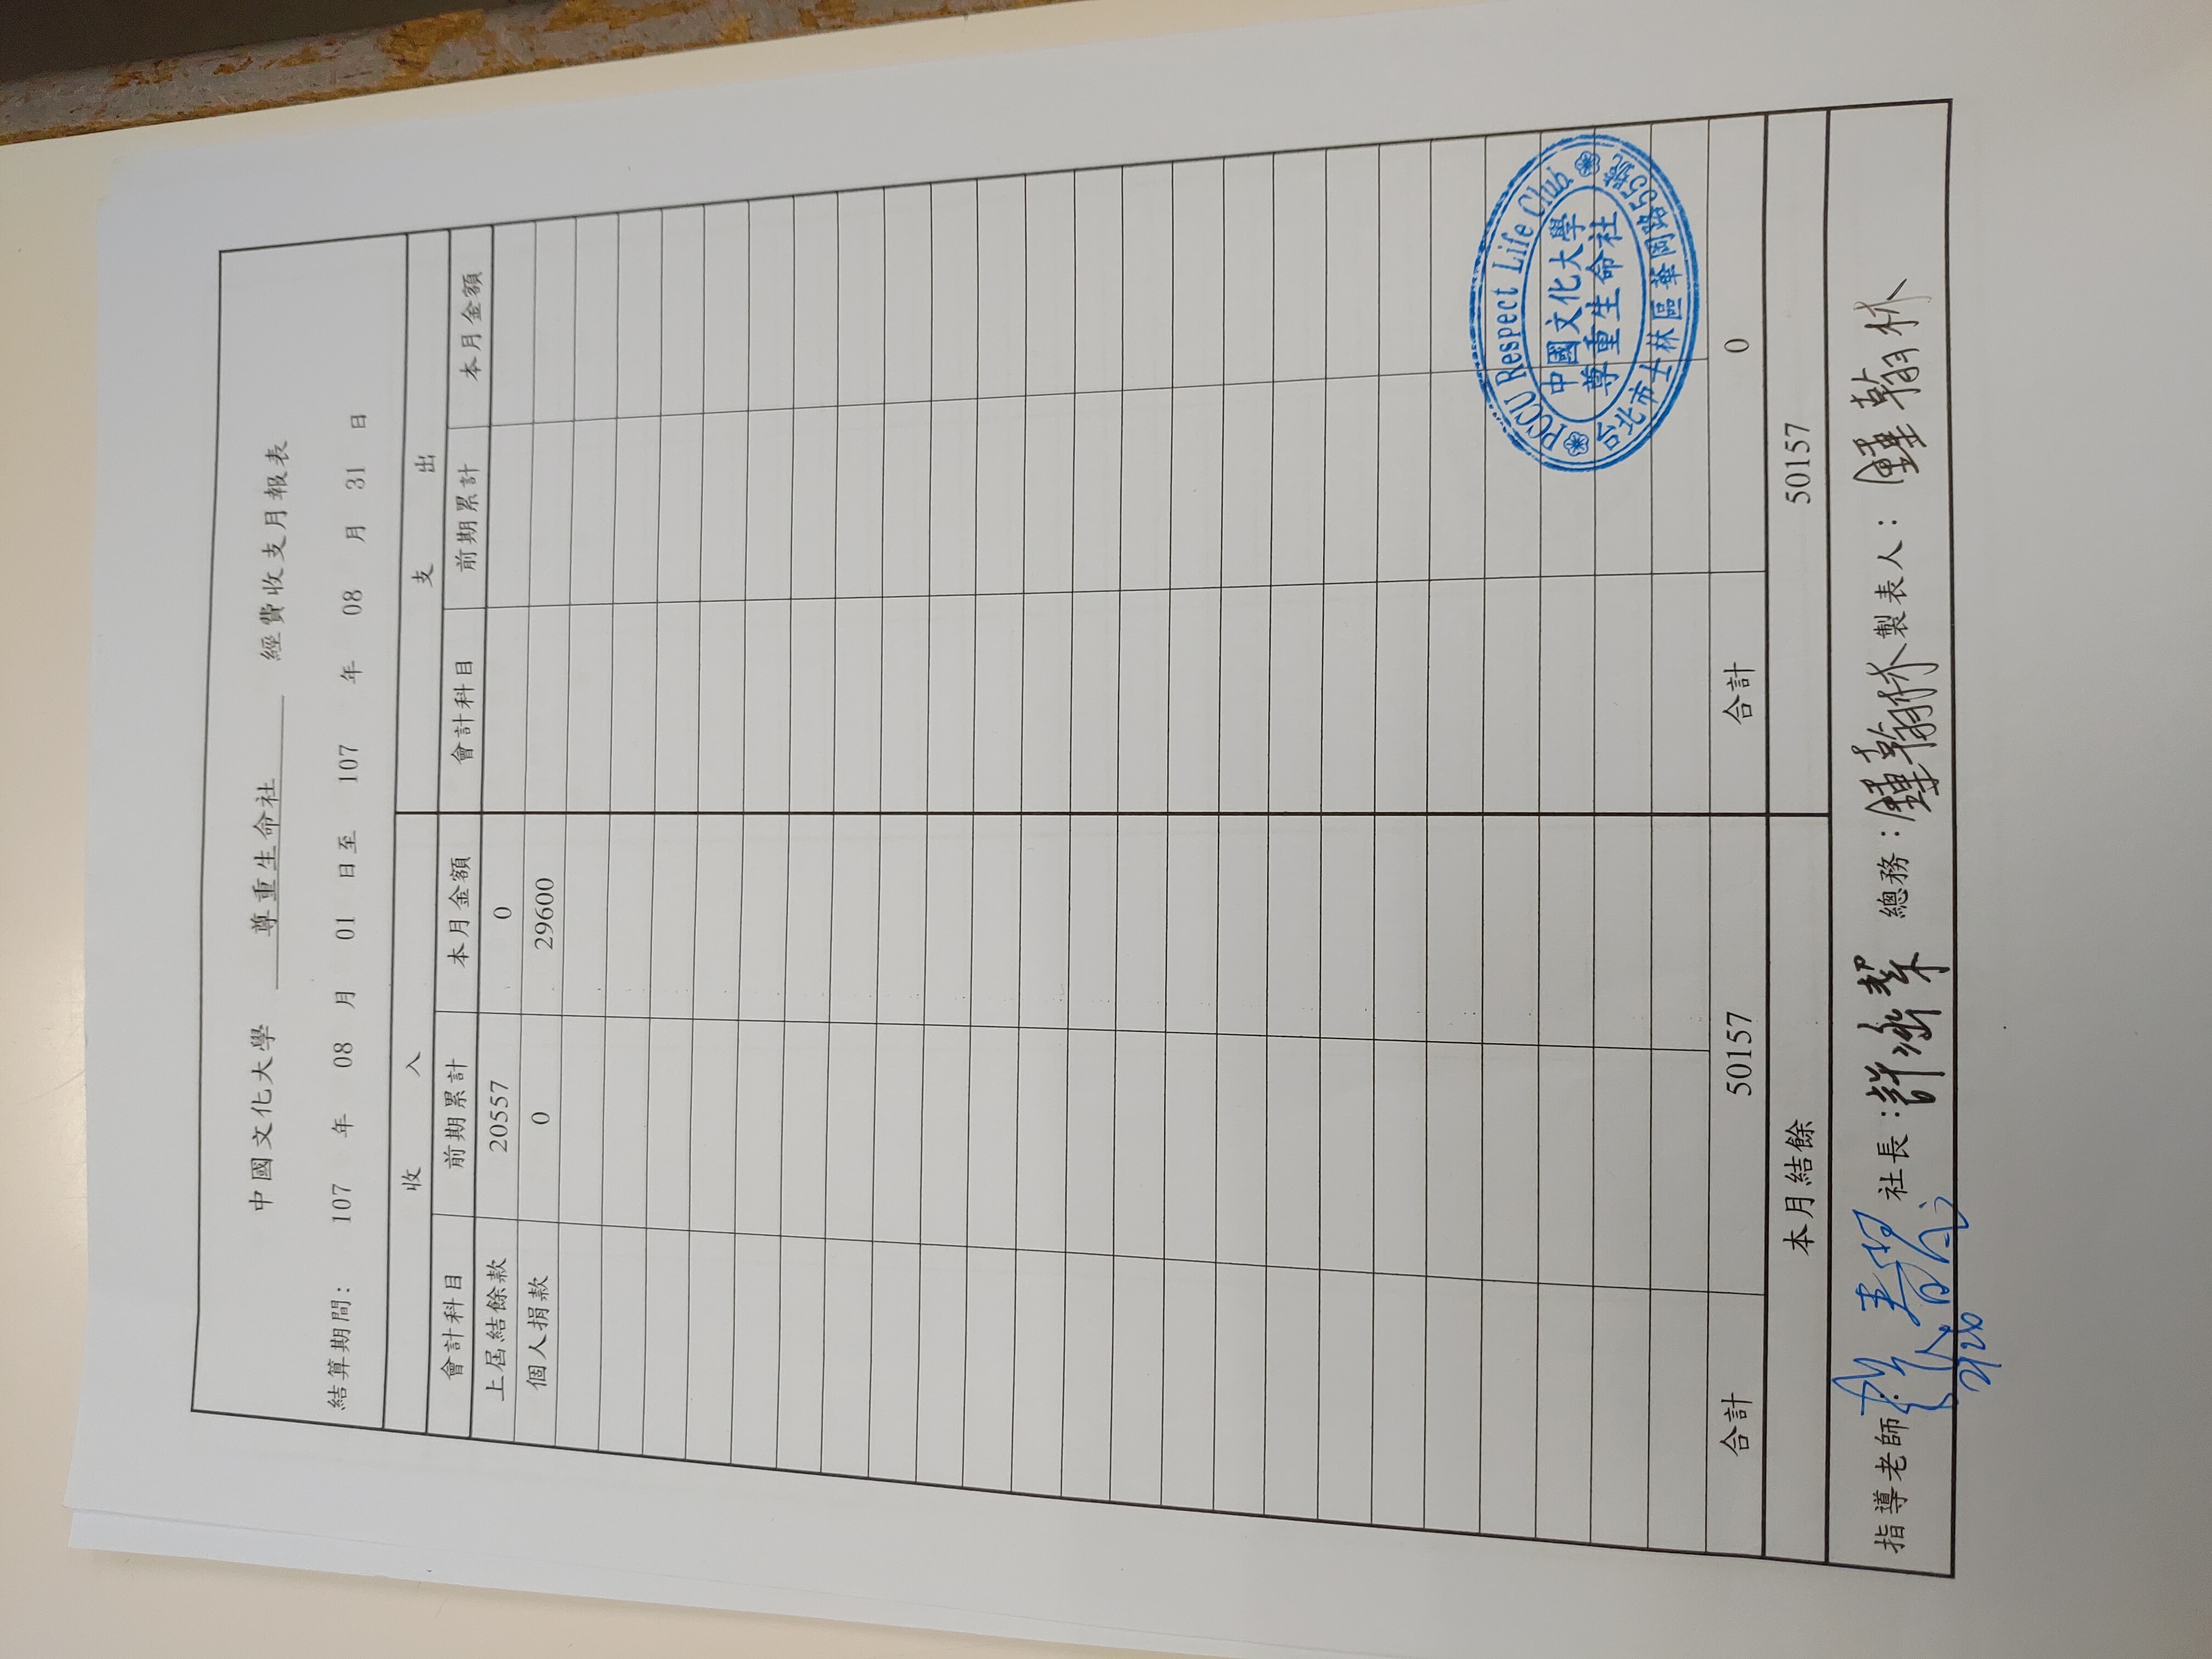 中國文化大學 尊重生命社 經費收支月報表
結算期間: 107 年 08 月 01 日至 107 年 08 月 31 日
收 入 支 出
會計科目 前期累計 本月金額 會計科目 前期累計 本月金額
上屆結餘款 20557 0
個人捐款 0 29600
PCCU Respect Life Club
中國文化大學
尊重生命社
台北市士林區華岡路55號
合計 50157 合計 0
本月結餘 50157
指導老師: 社長: 總務:鍾翰林 製表人:鍾翰林